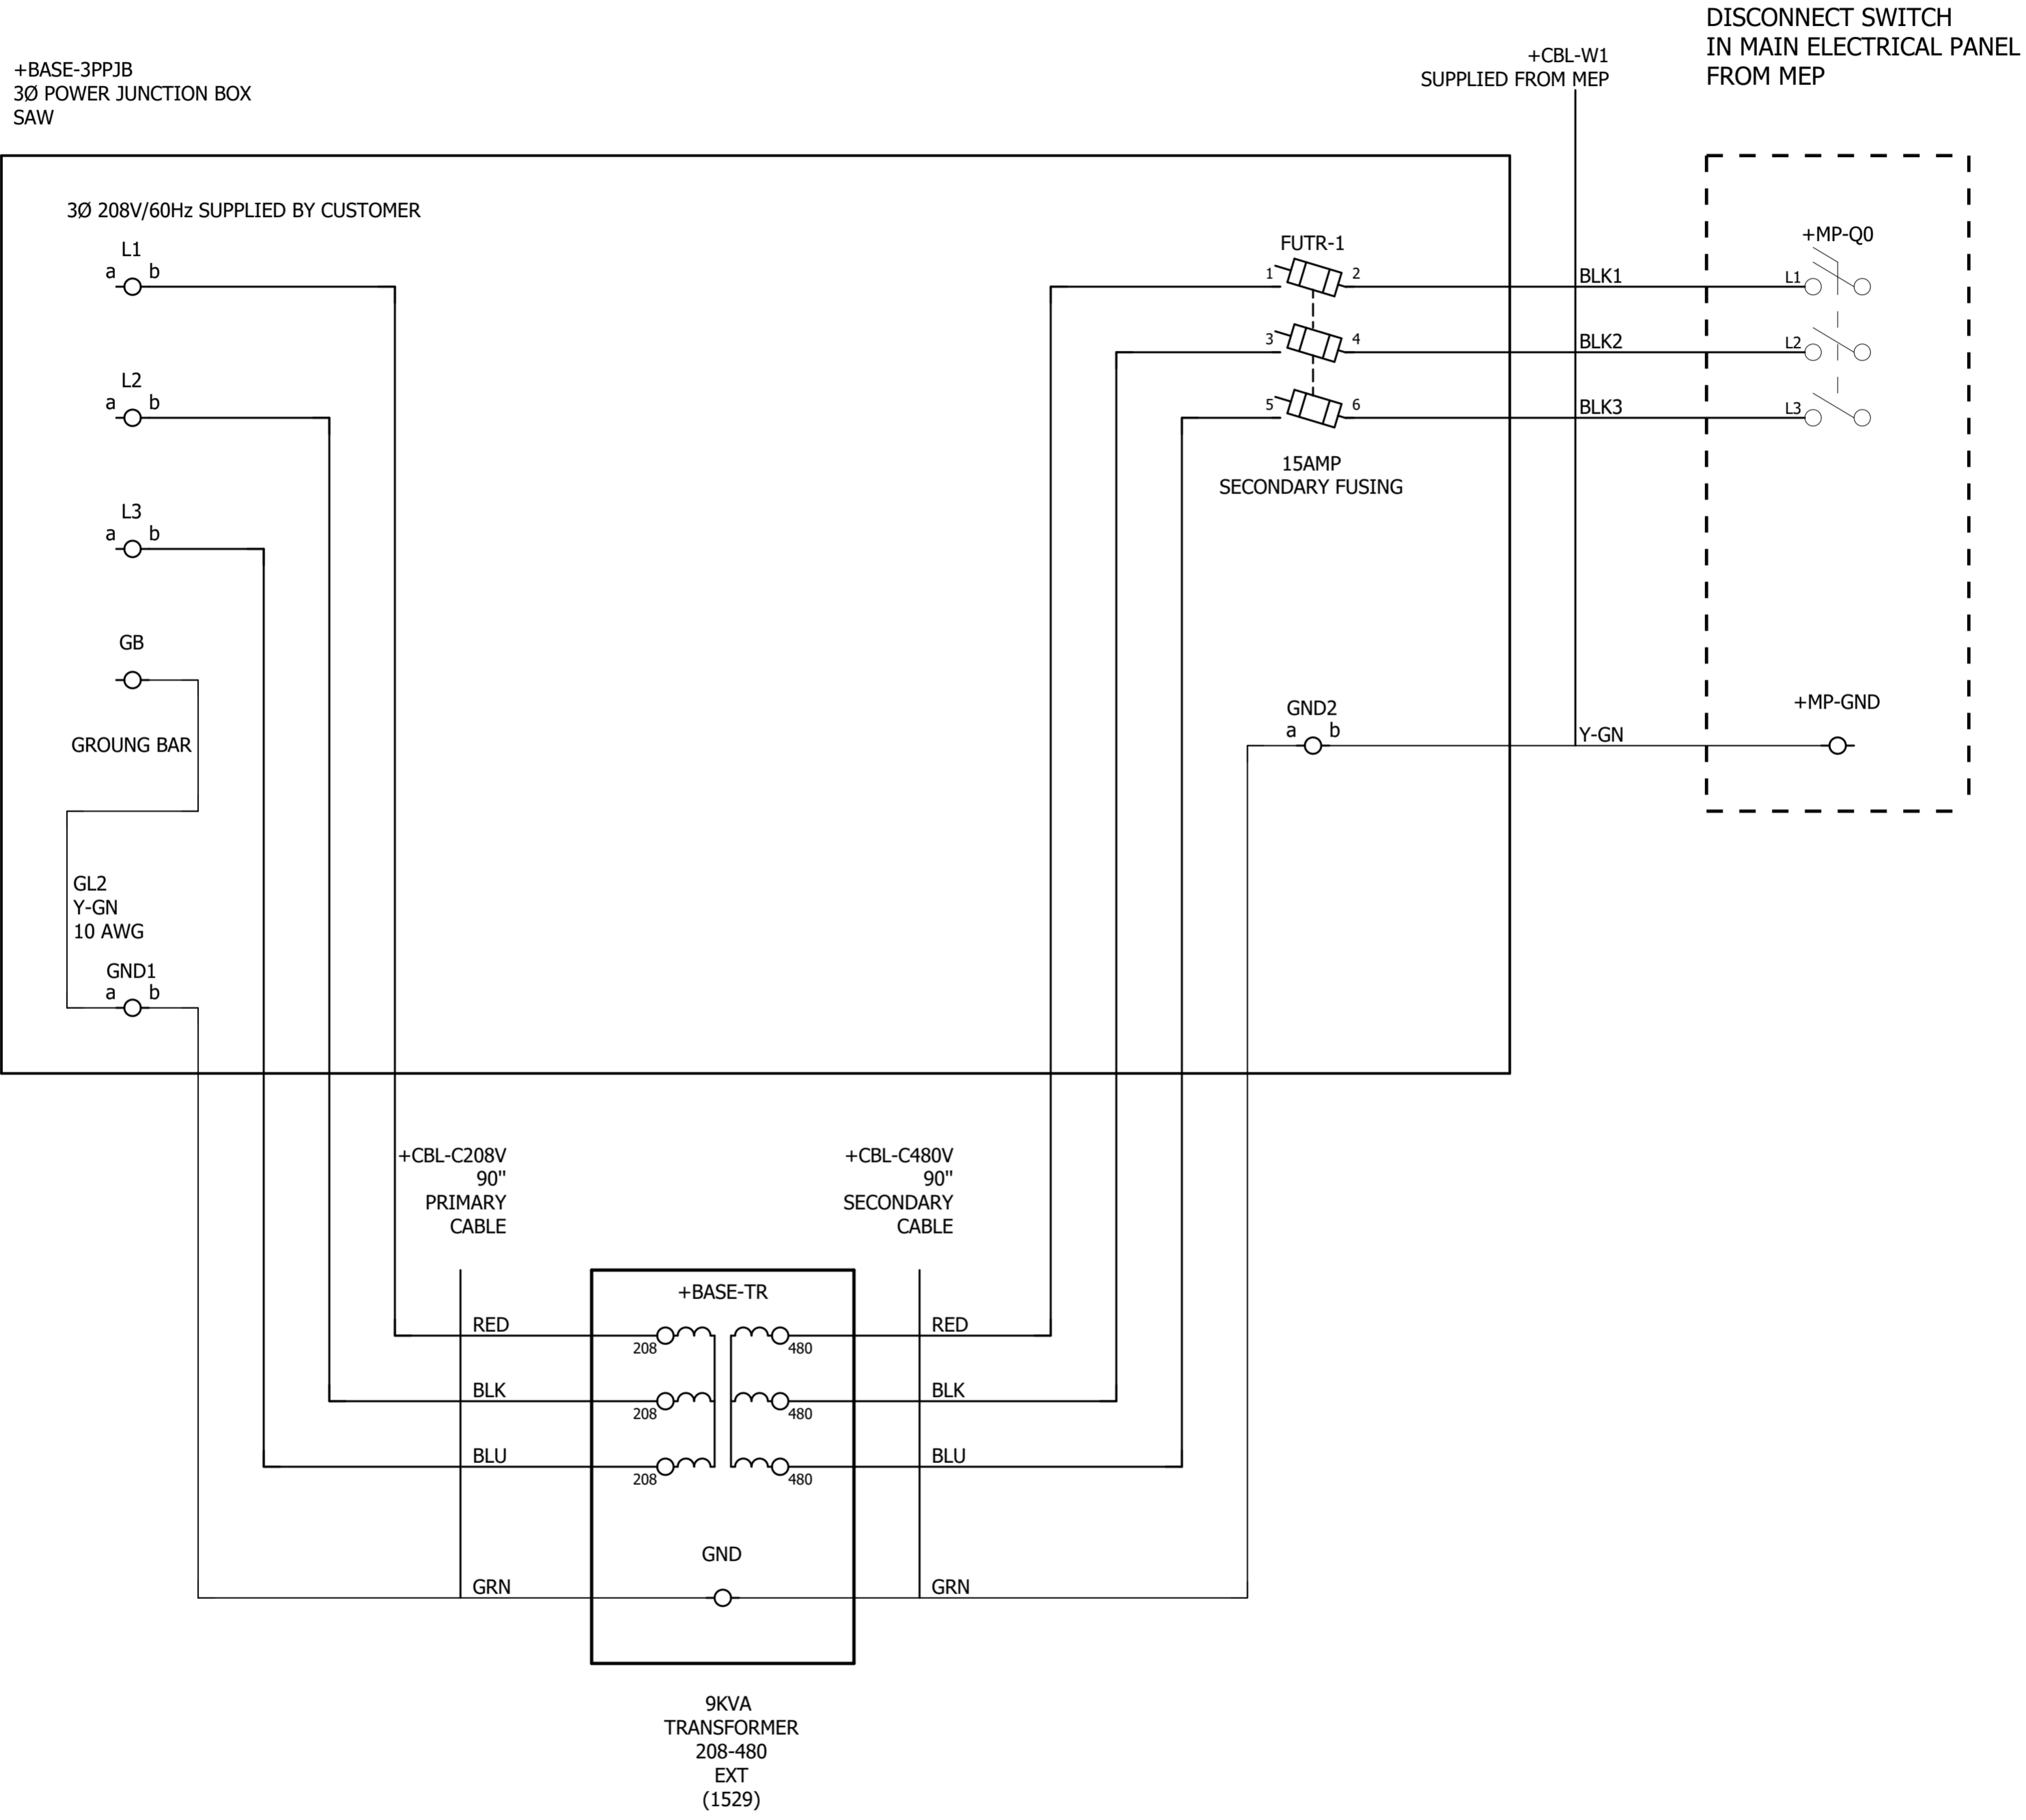 DISCONNECT SWITCH
IN MAIN ELECTRICAL PANEL
FROM MEP
+CBL-W1
SUPPLIED FROM MEP
+BASE-3PPJB
3Ø POWER JUNCTION BOX
SAW
3Ø 208V/60Hz SUPPLIED BY CUSTOMER
L1
a b
L2
a b
L3
a b
GB
GROUNG BAR
GL2
Y-GN
10 AWG
GND1
a b
FUTR-1
1 2
3 4
5 6
15AMP
SECONDARY FUSING
BLK1
BLK2
BLK3
+MP-Q0
L1
L2
L3
GND2
a b
Y-GN
+MP-GND
+CBL-C208V
90"
PRIMARY
CABLE
+CBL-C480V
90"
SECONDARY
CABLE
+BASE-TR
RED
208
480
RED
BLK
208
480
BLK
BLU
208
480
BLU
GND
GRN
GRN
9KVA
TRANSFORMER
208-480
EXT
(1529)